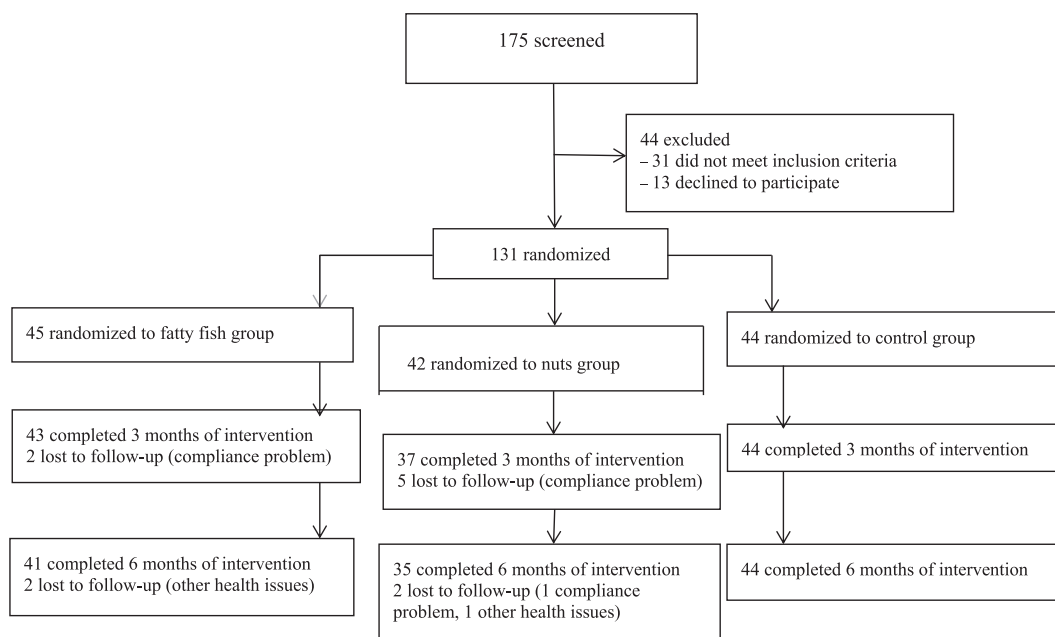 175 screened
44 excluded
– 31 did not meet inclusion criteria
– 13 declined to participate
131 randomized
45 randomized to fatty fish group
42 randomized to nuts group
44 randomized to control group
43 completed 3 months of intervention
2 lost to follow-up (compliance problem)
37 completed 3 months of intervention
5 lost to follow-up (compliance problem)
44 completed 3 months of intervention
41 completed 6 months of intervention
2 lost to follow-up (other health issues)
35 completed 6 months of intervention
2 lost to follow-up (1 compliance
problem, 1 other health issues)
44 completed 6 months of intervention